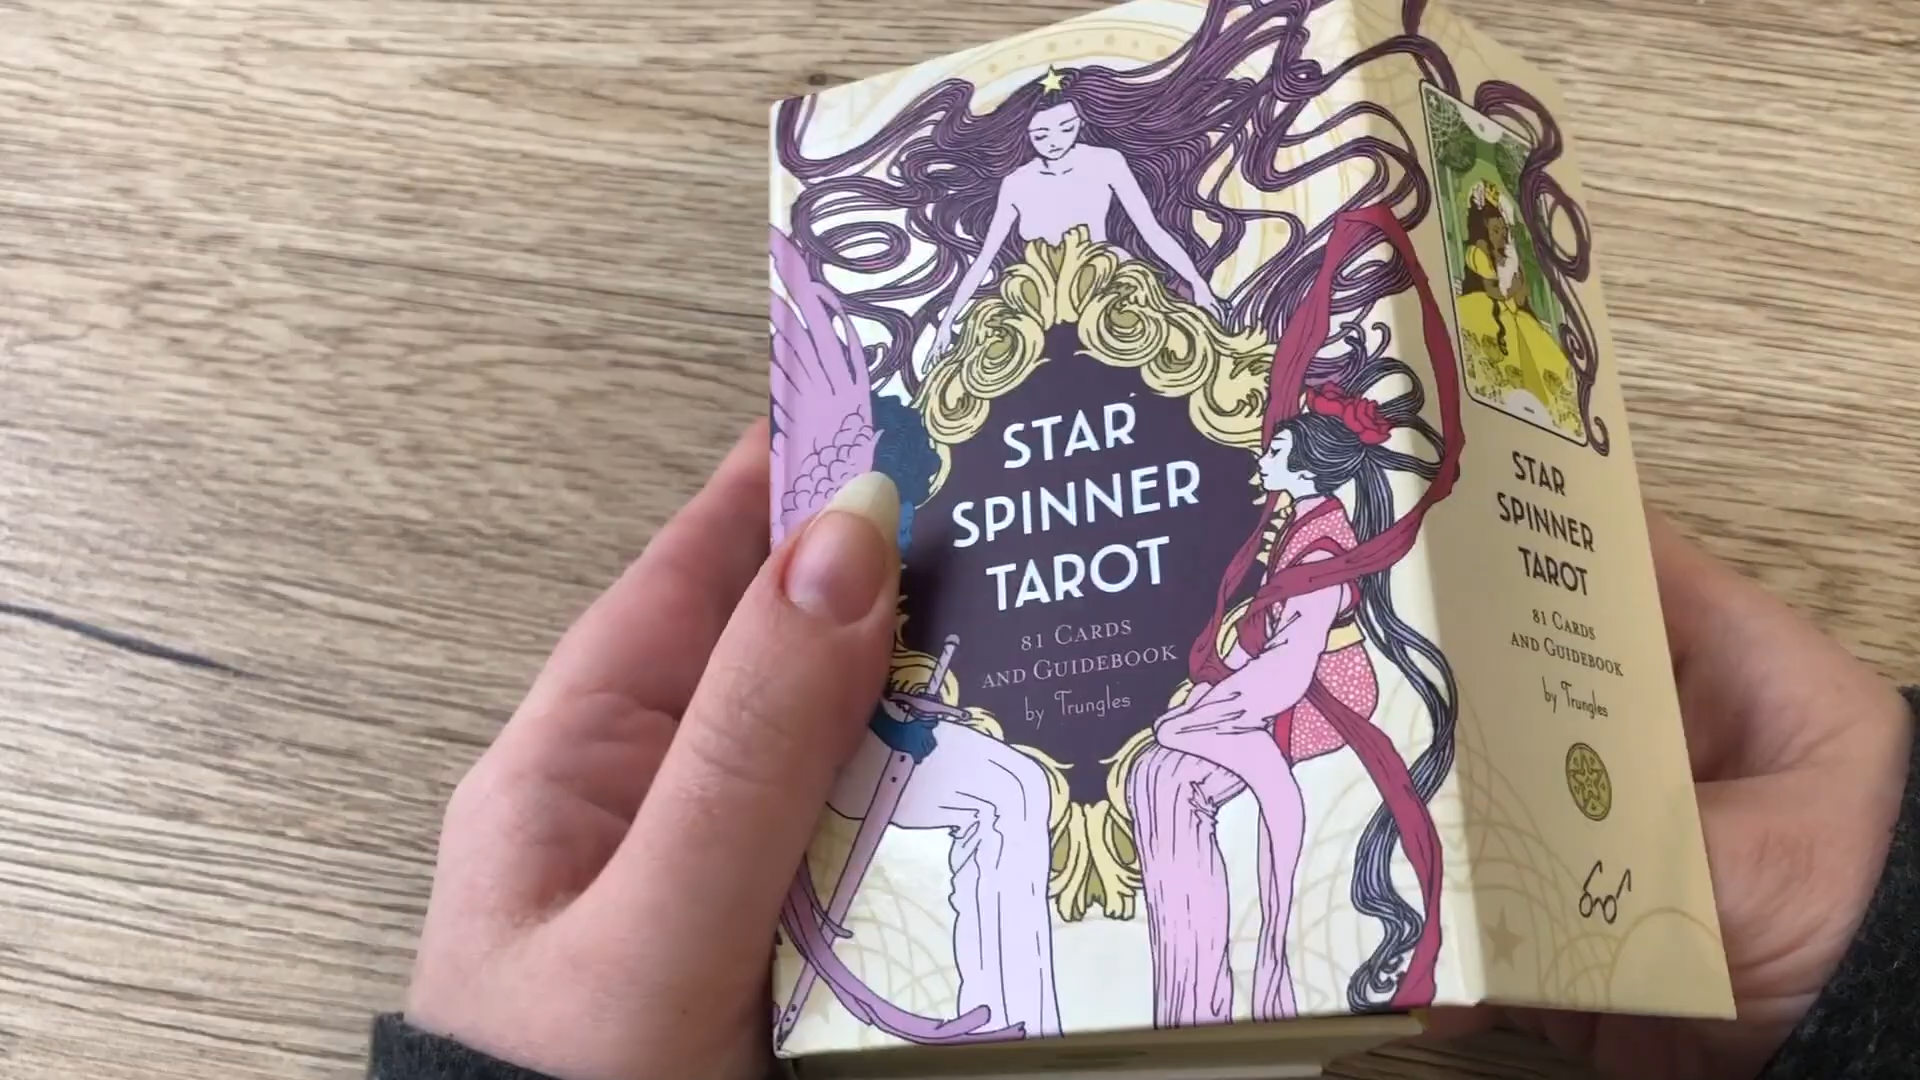 STAR
SPINNER
TAROT
81 CARDS
AND GUIDEBOOK
by Trungles
STAR
SPINNER
TAROT
81 CARDS
AND GUIDEBOOK
by Trungles